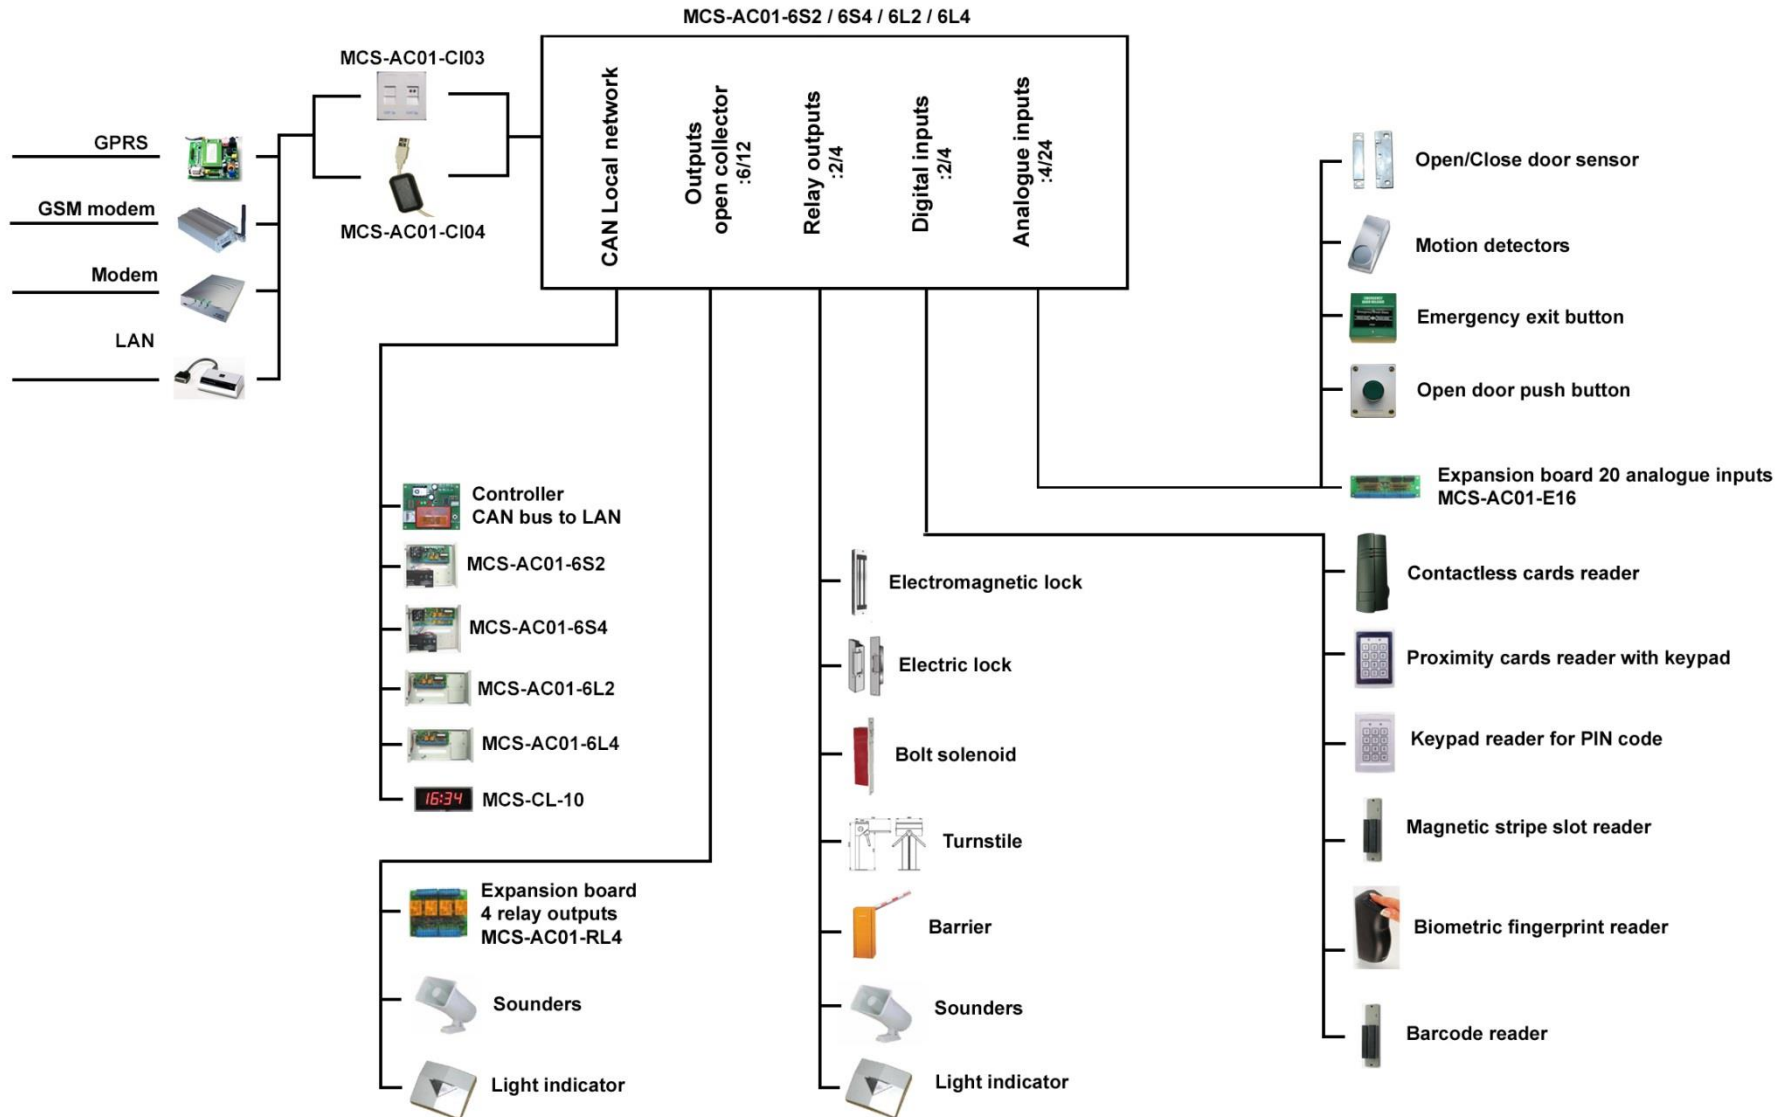 MCS-AC01-6S2 / 6S4 / 6L2 / 6L4
MCS-AC01-CI03
MCS-AC01-CI04
GPRS
GSM modem
Modem
LAN
CAN Local network
Outputs
open collector
:6/12
Relay outputs
:2/4
Digital inputs
:2/4
Analogue inputs
:4/24
Open/Close door sensor
Motion detectors
Emergency exit button
Open door push button
Expansion board 20 analogue inputs
MCS-AC01-E16
Controller
CAN bus to LAN
MCS-AC01-6S2
MCS-AC01-6S4
MCS-AC01-6L2
MCS-AC01-6L4
16:34
MCS-CL-10
Expansion board
4 relay outputs
MCS-AC01-RL4
Sounders
Light indicator
Electromagnetic lock
Electric lock
Bolt solenoid
Turnstile
Barrier
Sounders
Light indicator
Contactless cards reader
Proximity cards reader with keypad
Keypad reader for PIN code
Magnetic stripe slot reader
Biometric fingerprint reader
Barcode reader